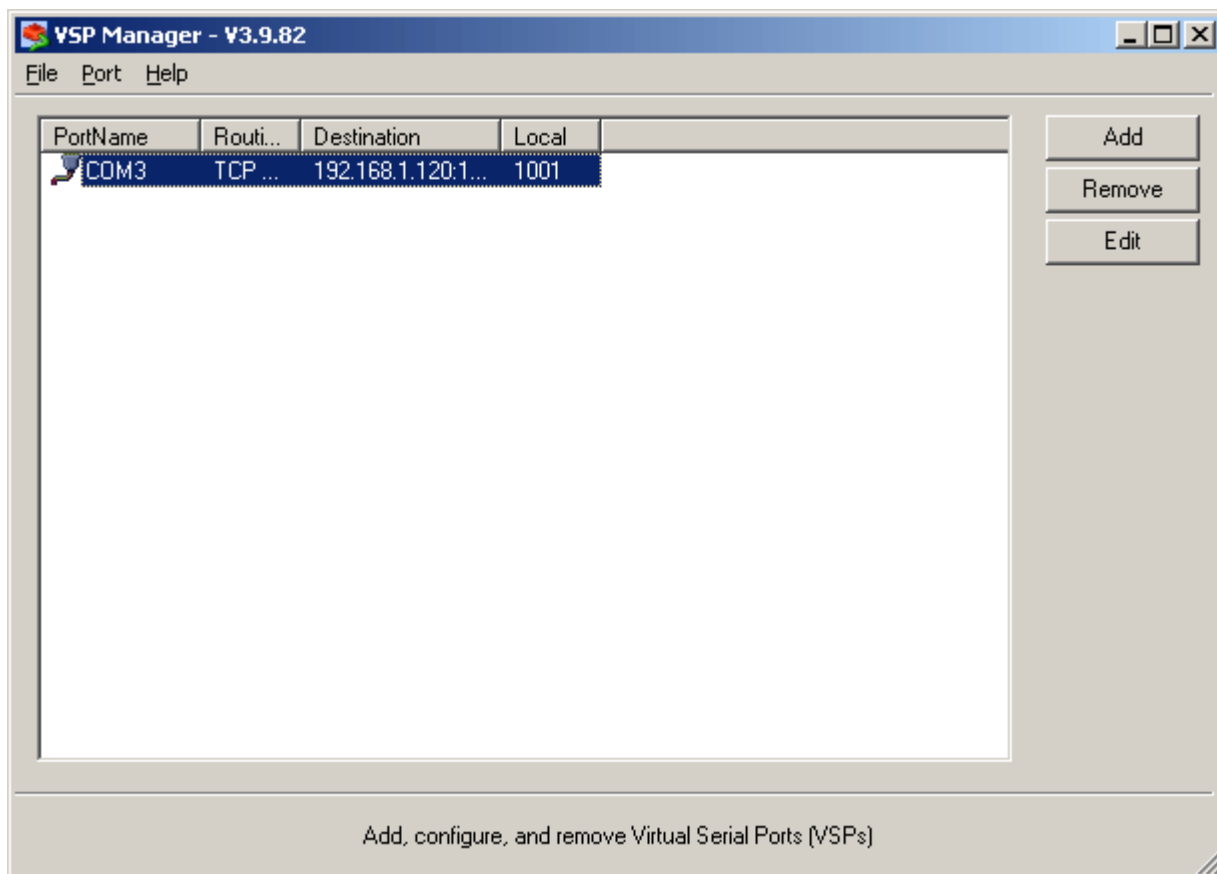 VSP Manager - V3.9.82
File Port Help
PortName Routi... Destination Local
COM3 TCP ... 192.168.1.120:1... 1001
Add
Remove
Edit
Add, configure, and remove Virtual Serial Ports (VSPs)